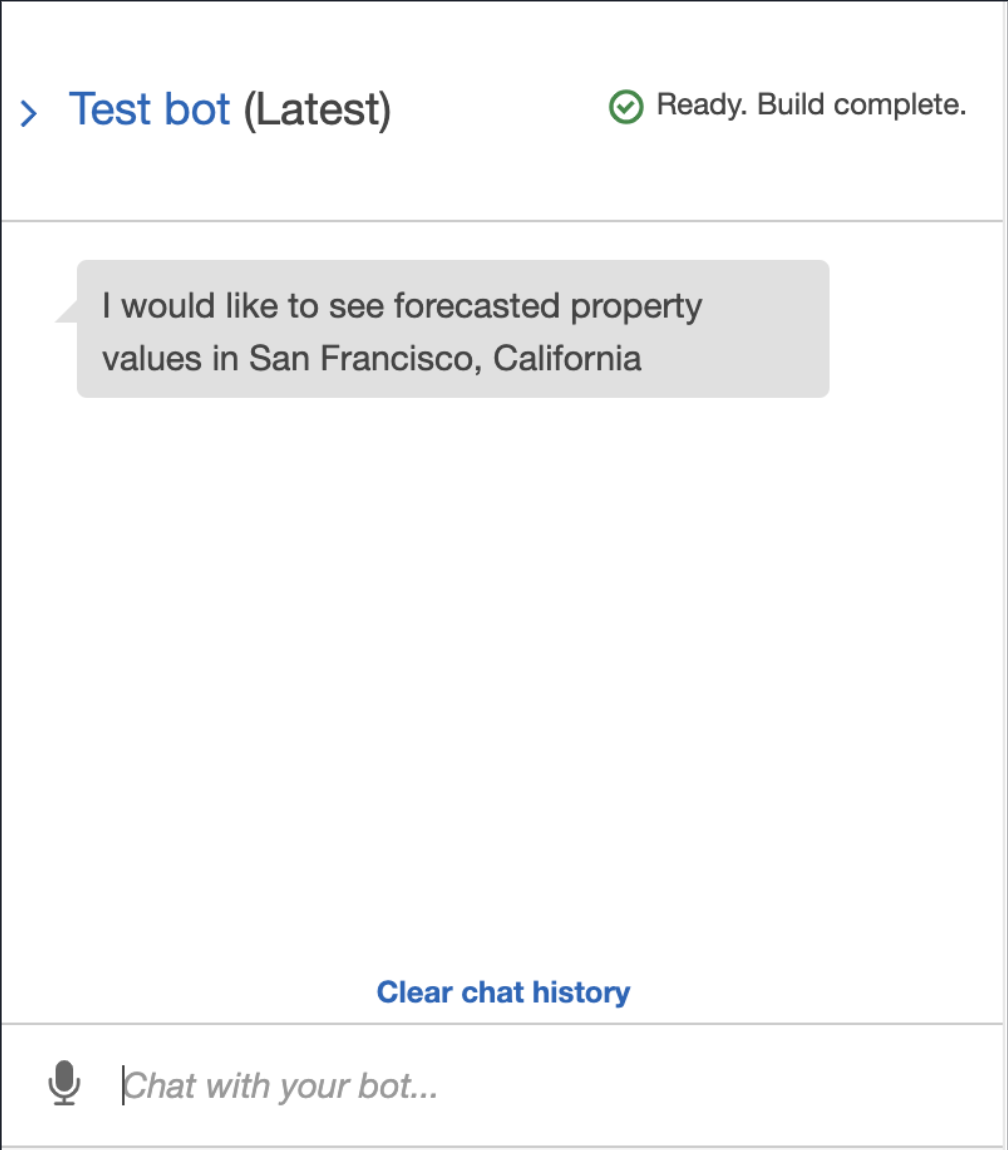 Test bot (Latest)
Ready. Build complete.
I would like to see forecasted property
values in San Francisco, California
Clear chat history
Chat with your bot...